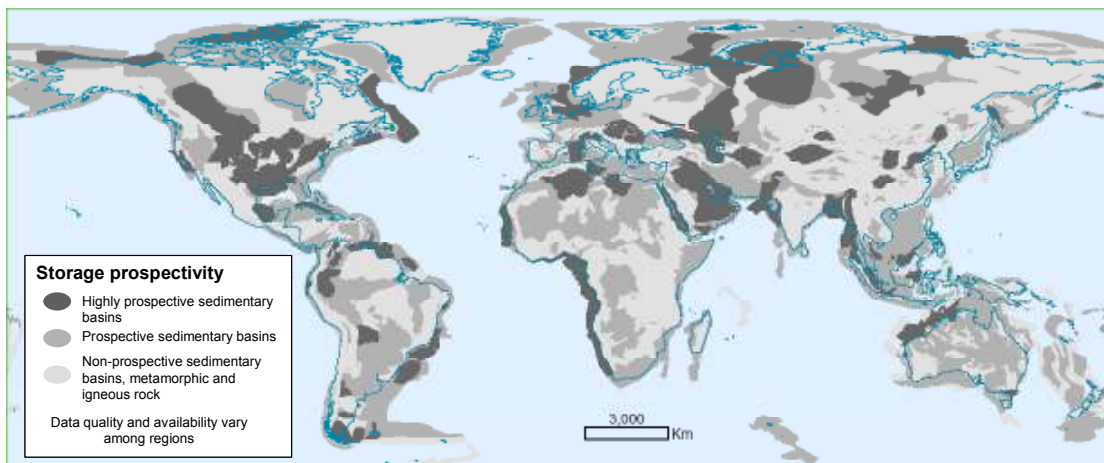 Storage prospectivity
Highly prospective sedimentary
basins
Prospective sedimentary basins
Non-prospective sedimentary
basins, metamorphic and
igneous rock
Data quality and availability vary
among regions
3,000
Km